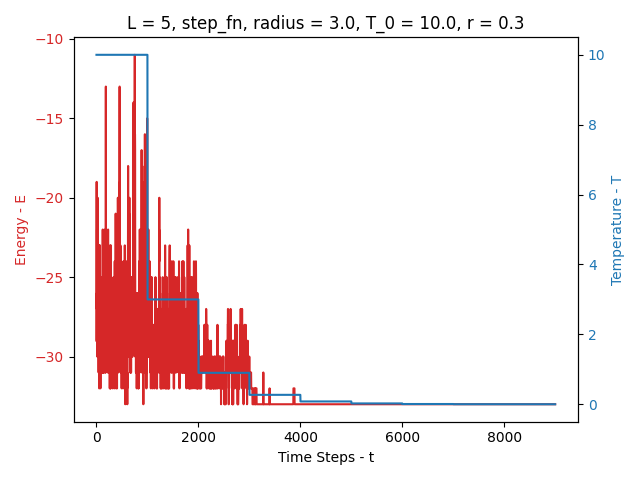 L = 5, step_fn, radius = 3.0, T_0 = 10.0, r = 0.3
Energy - E
−10
−15
−20
−25
−30
10
8
6
4
2
0
Temperature - T
0 2000 4000 6000 8000
Time Steps - t